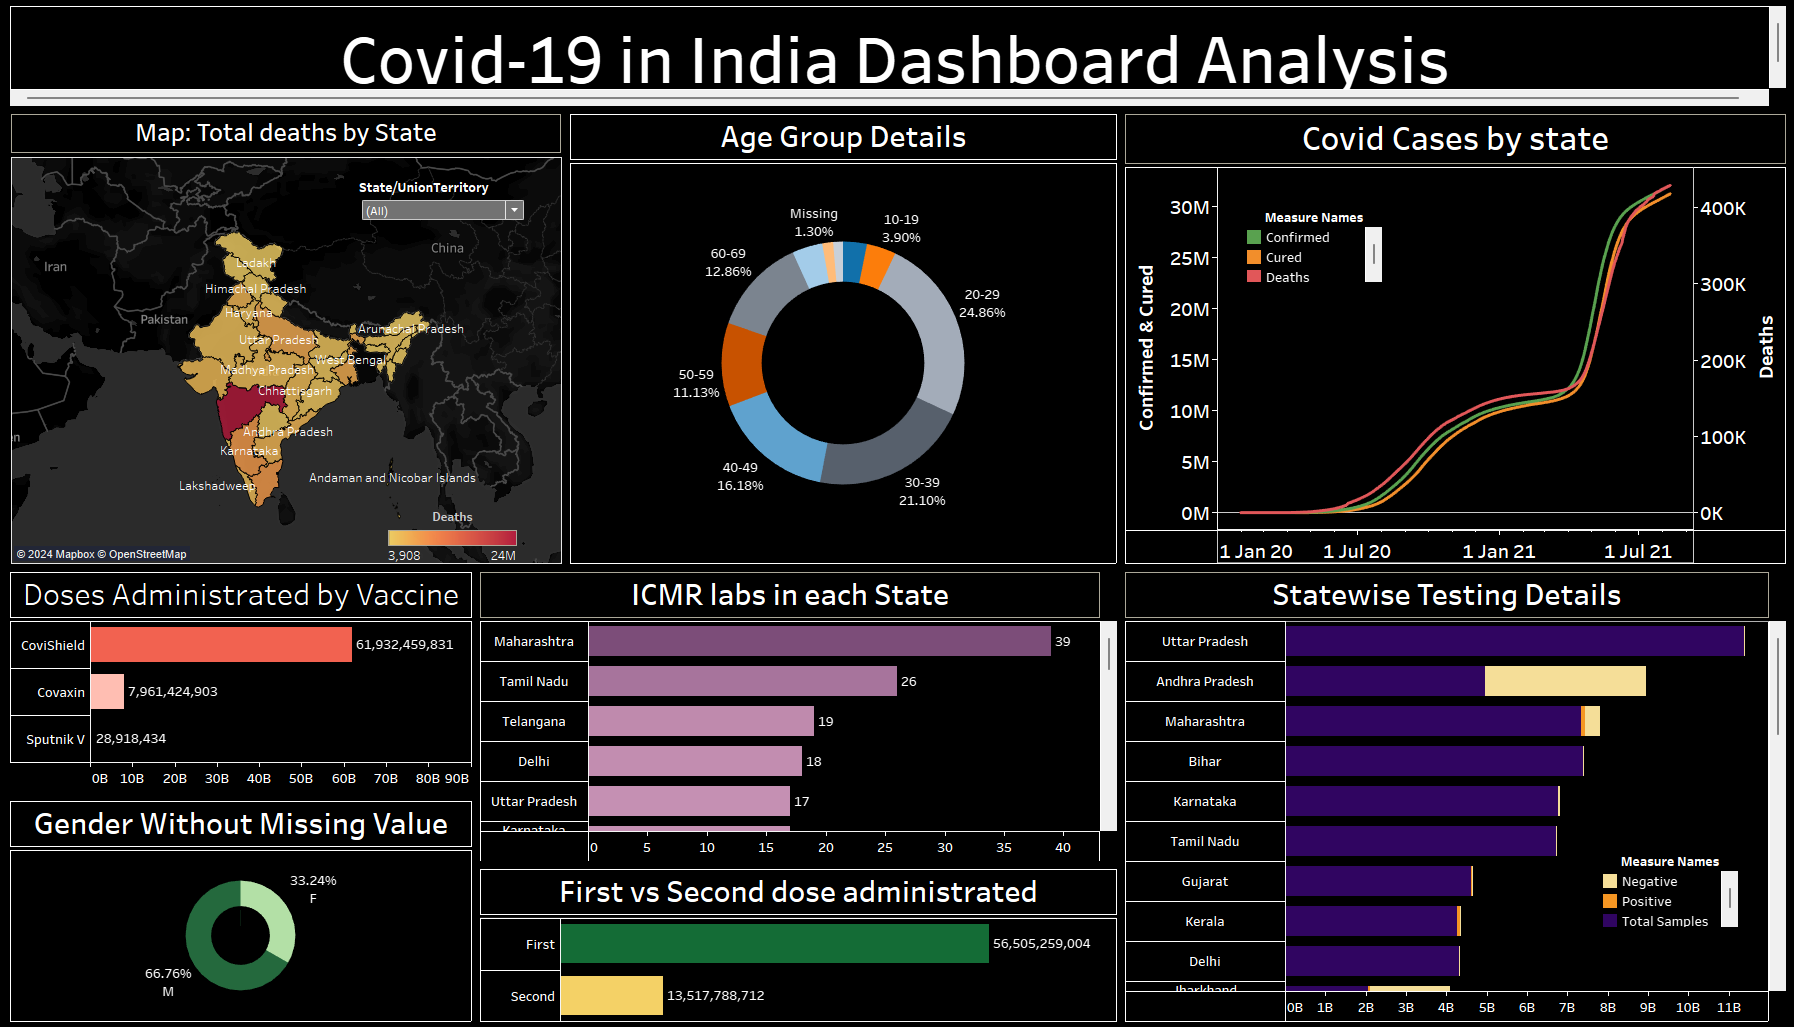 Covid-19 in India Dashboard Analysis
Map: Total deaths by State
State/UnionTerritory
(All)
China
Iran
Ladakh
Himachal Pradesh
Haryana
Pakistan
Arunachal Pradesh
Uttar Pradesh
West Bengal
Madhya Pradesh
Chhattisgarh
Andhra Pradesh
Karnataka
Andaman and Nicobar Islands
Lakshadweep
Deaths
3,908
24M
© 2024 Mapbox © OpenStreetMap
Age Group Details
Missing
1.30%
10-19
3.90%
60-69
12.86%
20-29
24.86%
50-59
11.13%
40-49
16.18%
30-39
21.10%
Covid Cases by state
Confirmed & Cured
30M
25M
20M
15M
10M
5M
0M
Measure Names
Confirmed
Cured
Deaths
400K
300K
200K
100K
0K
Deaths
1 Jan 20
1 Jul 20
1 Jan 21
1 Jul 21
Doses Administrated by Vaccine
CoviShield 61,932,459,831
Covaxin 7,961,424,903
Sputnik V 28,918,434
0B 10B 20B 30B 40B 50B 60B 70B 80B 90B
Gender Without Missing Value
33.24%
F
66.76%
M
ICMR labs in each State
Maharashtra 39
Tamil Nadu 26
Telangana 19
Delhi 18
Uttar Pradesh 17
Karnataka
0 5 10 15 20 25 30 35 40
First vs Second dose administrated
First 56,505,259,004
Second 13,517,788,712
Statewise Testing Details
Uttar Pradesh
Andhra Pradesh
Maharashtra
Bihar
Karnataka
Tamil Nadu
Gujarat
Kerala
Delhi
Jharkhand
Measure Names
Negative
Positive
Total Samples
0B 1B 2B 3B 4B 5B 6B 7B 8B 9B 10B 11B